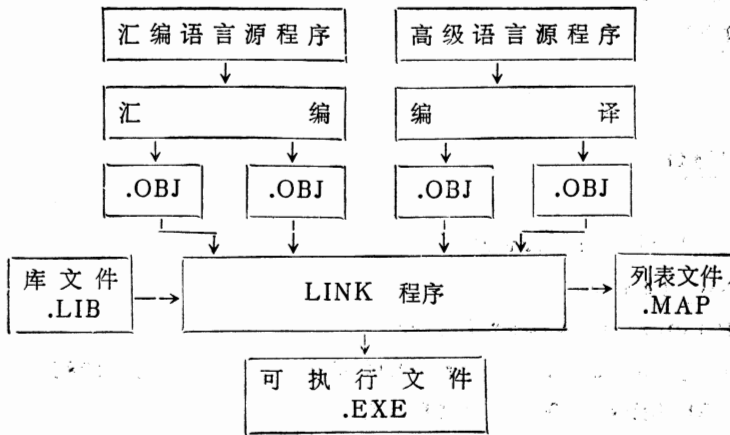 汇编语言源程序
高级语言源程序
汇编
编译
.OBJ
.OBJ
.OBJ
.OBJ
库文件
.LIB
LINK 程序
列表文件
.MAP
可执行文件
.EXE